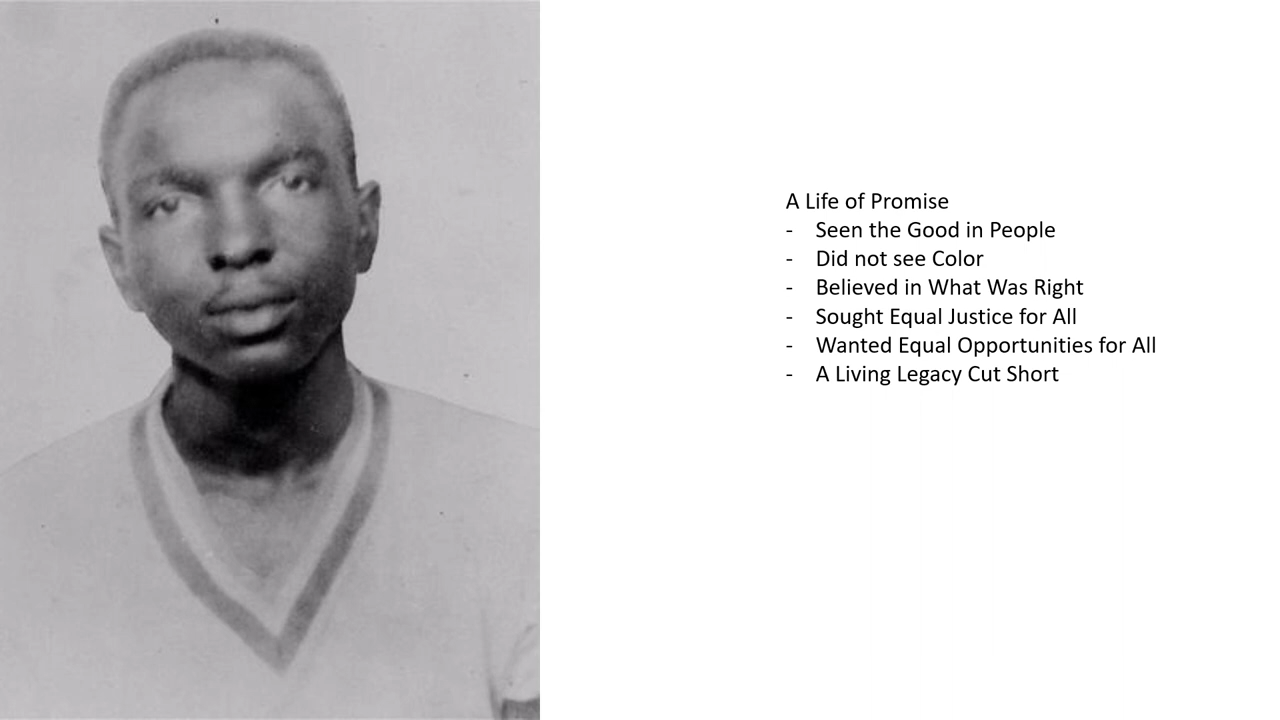 A Life of Promise
- Seen the Good in People
- Did not see Color
- Believed in What Was Right
- Sought Equal Justice for All
- Wanted Equal Opportunities for All
- A Living Legacy Cut Short